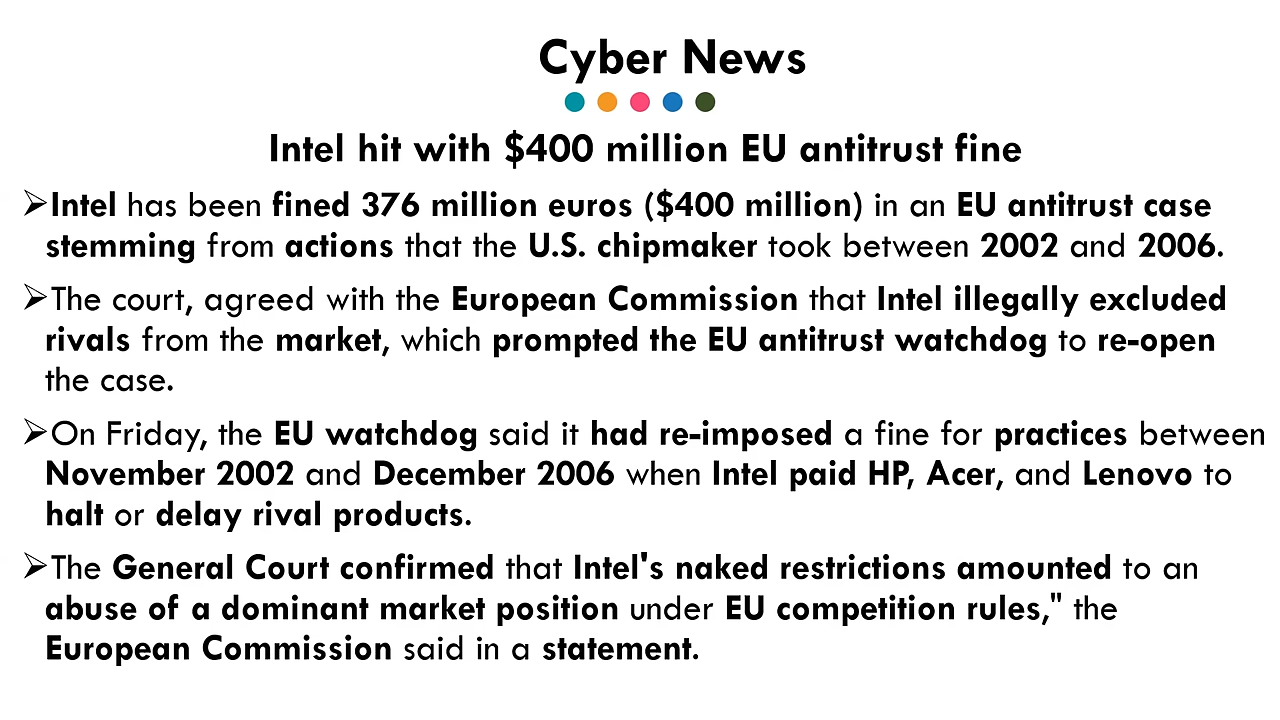 Cyber News
Intel hit with $400 million EU antitrust fine
➢Intel has been fined 376 million euros ($400 million) in an EU antitrust case
stemming from actions that the U.S. chipmaker took between 2002 and 2006.
➢The court, agreed with the European Commission that Intel illegally excluded
rivals from the market, which prompted the EU antitrust watchdog to re-open
the case.
➢On Friday, the EU watchdog said it had re-imposed a fine for practices between
November 2002 and December 2006 when Intel paid HP, Acer, and Lenovo to
halt or delay rival products.
➢The General Court confirmed that Intel's naked restrictions amounted to an
abuse of a dominant market position under EU competition rules," the
European Commission said in a statement.